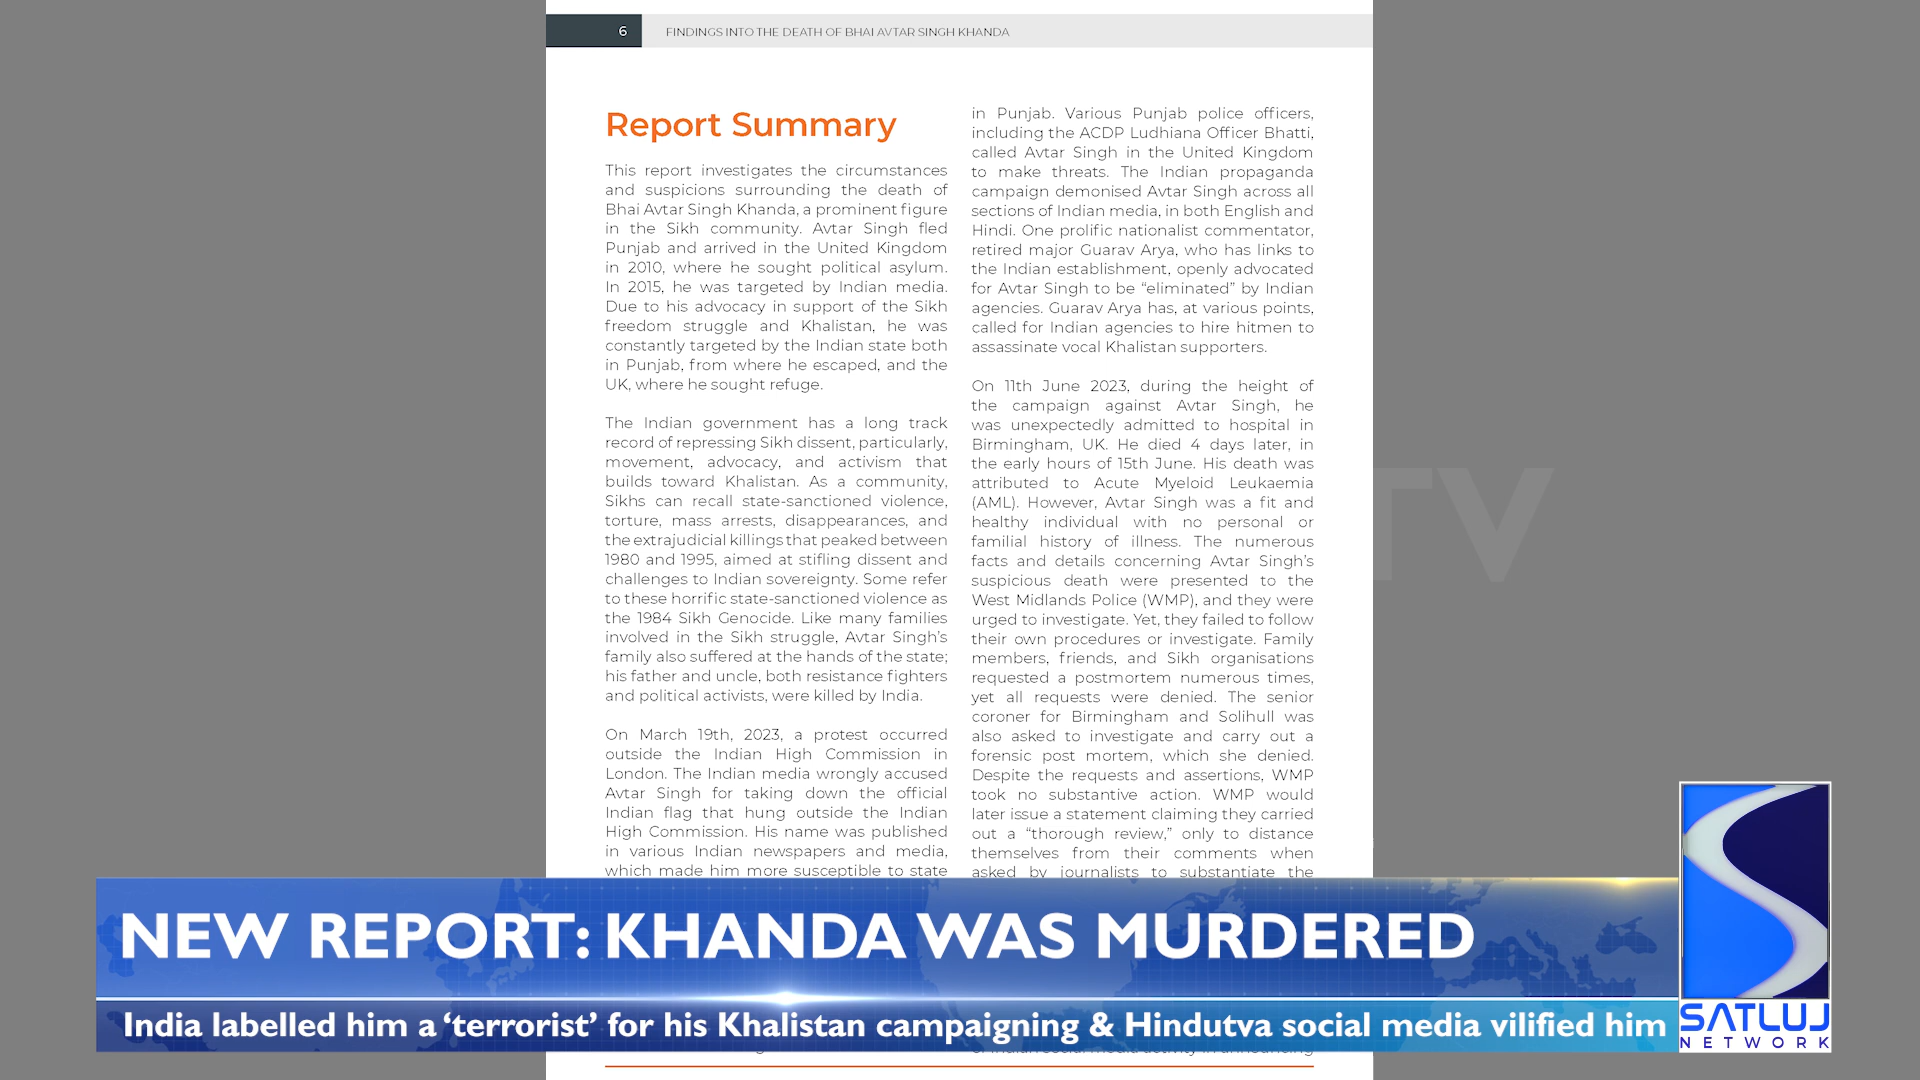 6
FINDINGS INTO THE DEATH OF BHAI AVTAR SINGH KHANDA
Report Summary
This report investigates the circumstances
and suspicions surrounding the death of
Bhai Avtar Singh Khanda, a prominent figure
in the Sikh community. Avtar Singh fled
Punjab and arrived in the United Kingdom
in 2010, where he sought political asylum.
In 2015, he was targeted by Indian media.
Due to his advocacy in support of the Sikh
freedom struggle and Khalistan, he was
constantly targeted by the Indian state both
in Punjab, from where he escaped, and the
UK, where he sought refuge.
The Indian government has a long track
record of repressing Sikh dissent, particularly,
movement, advocacy, and activism that
builds toward Khalistan. As a community,
Sikhs can recall state-sanctioned violence,
torture, mass arrests, disappearances, and
the extrajudicial killings that peaked between
1980 and 1995, aimed at stifling dissent and
challenges to Indian sovereignty. Some refer
to these horrific state-sanctioned violence as
the 1984 Sikh Genocide. Like many families
involved in the Sikh struggle, Avtar Singh's
family also suffered at the hands of the state;
his father and uncle, both resistance fighters
and political activists, were killed by India.
On March 19th, 2023, a protest occurred
outside the Indian High Commission in
London. The Indian media wrongly accused
Avtar Singh for taking down the official
Indian flag that hung outside the Indian
High Commission. His name was published
in various Indian newspapers and media,
which made him more susceptible to state
in Punjab. Various Punjab police officers,
including the ACDP Ludhiana Officer Bhatti,
called Avtar Singh in the United Kingdom
to make threats. The Indian propaganda
campaign demonised Avtar Singh across all
sections of Indian media, in both English and
Hindi. One prolific nationalist commentator,
retired major Guarav Arya, who has links to
the Indian establishment, openly advocated
for Avtar Singh to be “eliminated” by Indian
agencies. Guarav Arya has, at various points,
called for Indian agencies to hire hitmen to
assassinate vocal Khalistan supporters.
On 11th June 2023, during the height of
the campaign against Avtar Singh, he
was unexpectedly admitted to hospital in
Birmingham, UK. He died 4 days later, in
the early hours of 15th June. His death was
attributed to Acute Myeloid Leukaemia
(AML). However, Avtar Singh was a fit and
healthy individual with no personal or
familial history of illness. The numerous
facts and details concerning Avtar Singh's
suspicious death were presented to the
West Midlands Police (WMP), and they were
urged to investigate. Yet, they failed to follow
their own procedures or investigate. Family
members, friends, and Sikh organisations
requested a postmortem numerous times,
yet all requests were denied. The senior
coroner for Birmingham and Solihull was
also asked to investigate and carry out a
forensic post mortem, which she denied.
Despite the requests and assertions, WMP
took no substantive action. WMP would
later issue a statement claiming they carried
out a “thorough review,” only to distance
themselves from their comments when
asked by journalists to substantiate the
TV
NEW REPORT: KHANDA WAS MURDERED
India labelled him a ‘terrorist’ for his Khalistan campaigning & Hindutva social media vilified him
SATLUJ
NETWORK